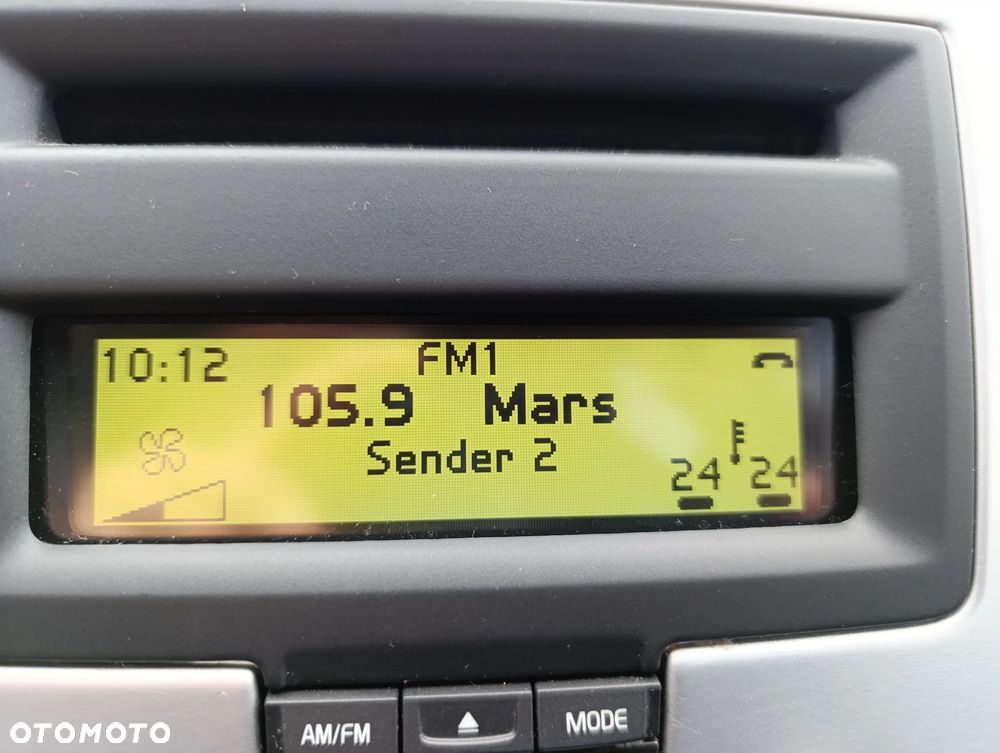 10:12 FM1
105.9 Mars
Sender 2
24 24
AM/FM MODE
OTOMOTO